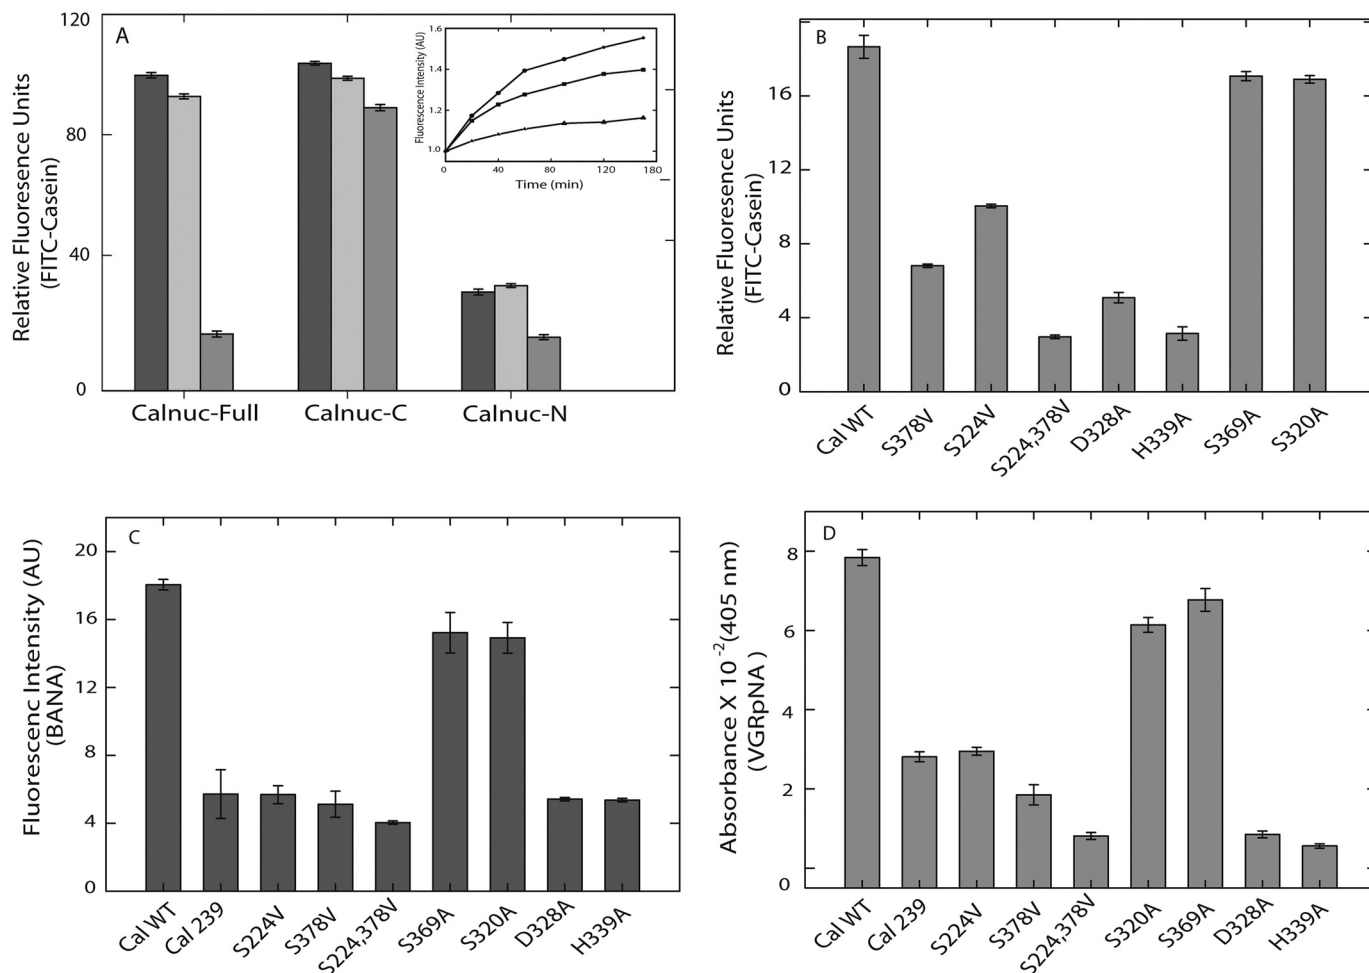 A
Relative Fluoresence Units
(FITC-Casein)
120
80
40
0
Calnuc-Full
Calnuc-C
Calnuc-N
Fluorescence Intensity (AU)
1.6
1.4
1.2
1.0
0
40
80
120
180
Time (min)
B
Relative Fluorese Units
(FITC-Casein)
16
8
4
0
Cal WT
S378V
S224V
S224,378V
D328A
H339A
S369A
S320A
C
Fluorescenc Intensity (AU)
(BANA)
20
16
12
8
4
0
Cal WT
Cal 239
S224V
S378V
S224,378V
S369A
S320A
D328A
H339A
D
Absorbance X 10-2(405 nm)
(VGRpNA )
8
6
4
2
0
Cal WT
Cal 239
S224V
S378V
S224,378V
S320A
S369A
D328A
H339A